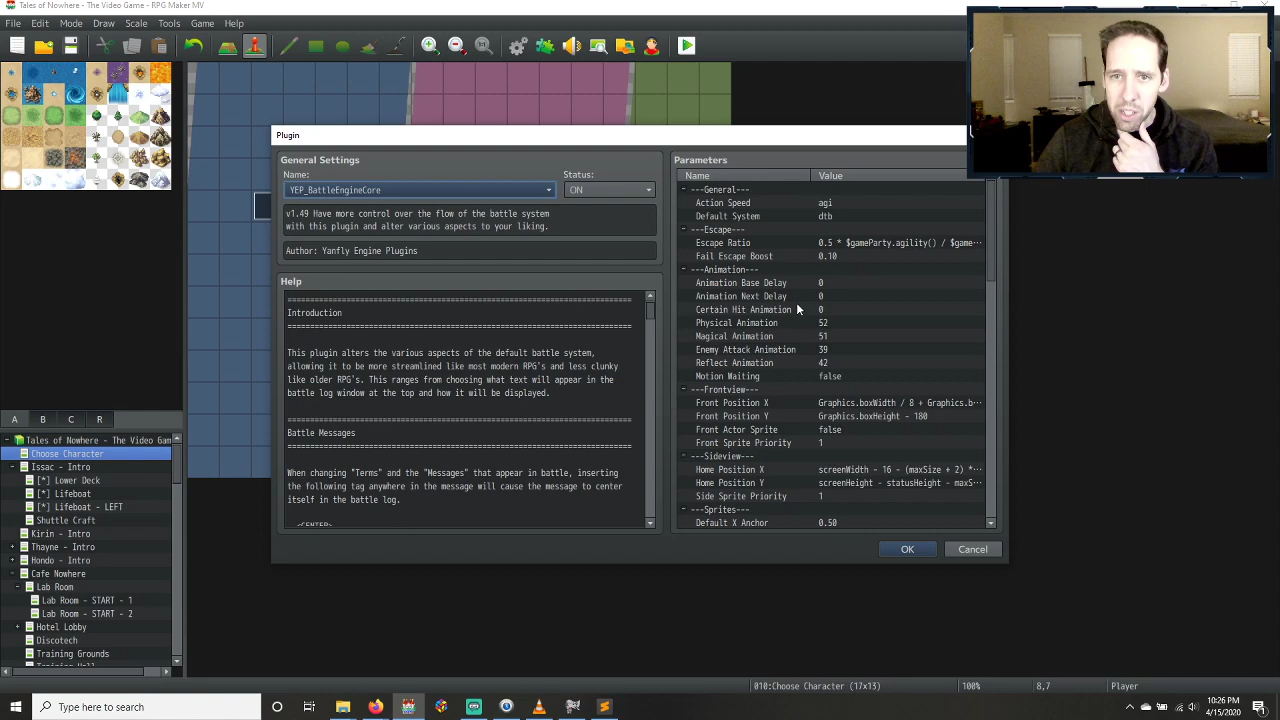 Tales of Nowhere - The Video Game - RPG Maker MV
File Edit Mode Draw Scale Tools Game Help
Plugin
General Settings
Name:
Status:
YEP_BattleEngineCore
ON
v1.49 Have more control over the flow of the battle system
with this plugin and alter various aspects to your liking.
Author: Yanfly Engine Plugins
Help
================================================================
Introduction
================================================================
This plugin alters the various aspects of the default battle system,
allowing it to be more streamlined like most modern RPG's and less clunky
like older RPG's. This ranges from choosing what text will appear in the
battle log window at the top and how it will be displayed.
================================================================
Battle Messages
================================================================
When changing "Terms" and the "Messages" that appear in battle, inserting
the following tag anywhere in the message will cause the message to center
itself in the battle log.
<CENTER>
Parameters
Name Value
---General---
Action Speed agi
Default System dtb
---Escape---
Escape Ratio 0.5 * $gameParty.agility() / $game···
Fail Escape Boost 0.10
---Animation---
Animation Base Delay 0
Animation Next Delay 0
Certain Hit Animation 0
Physical Animation 52
Magical Animation 51
Enemy Attack Animation 39
Reflect Animation 42
Motion Waiting false
---Frontview---
Front Position X Graphics.boxWidth / 8 + Graphics.b···
Front Position Y Graphics.boxHeight - 180
Front Actor Sprite false
Front Sprite Priority 1
---Sideview---
Home Position X screenWidth - 16 - (maxSize + 2) *···
Home Position Y screenHeight - statusHeight - maxS···
Side Sprite Priority 1
---Sprites---
Default X Anchor 0.50
OK Cancel
A B C R
Tales of Nowhere - The Video Gam
Choose Character
Issac - Intro
[*] Lower Deck
[*] Lifeboat
[*] Lifeboat - LEFT
Shuttle Craft
Kirin - Intro
Thayne - Intro
Hondo - Intro
Cafe Nowhere
Lab Room
Lab Room - START - 1
Lab Room - START - 2
Hotel Lobby
Discotech
Training Grounds
Training Hall
010:Choose Character (17x13) 100% 8,7 Player
Type here to search
10:26 PM
4/15/2020